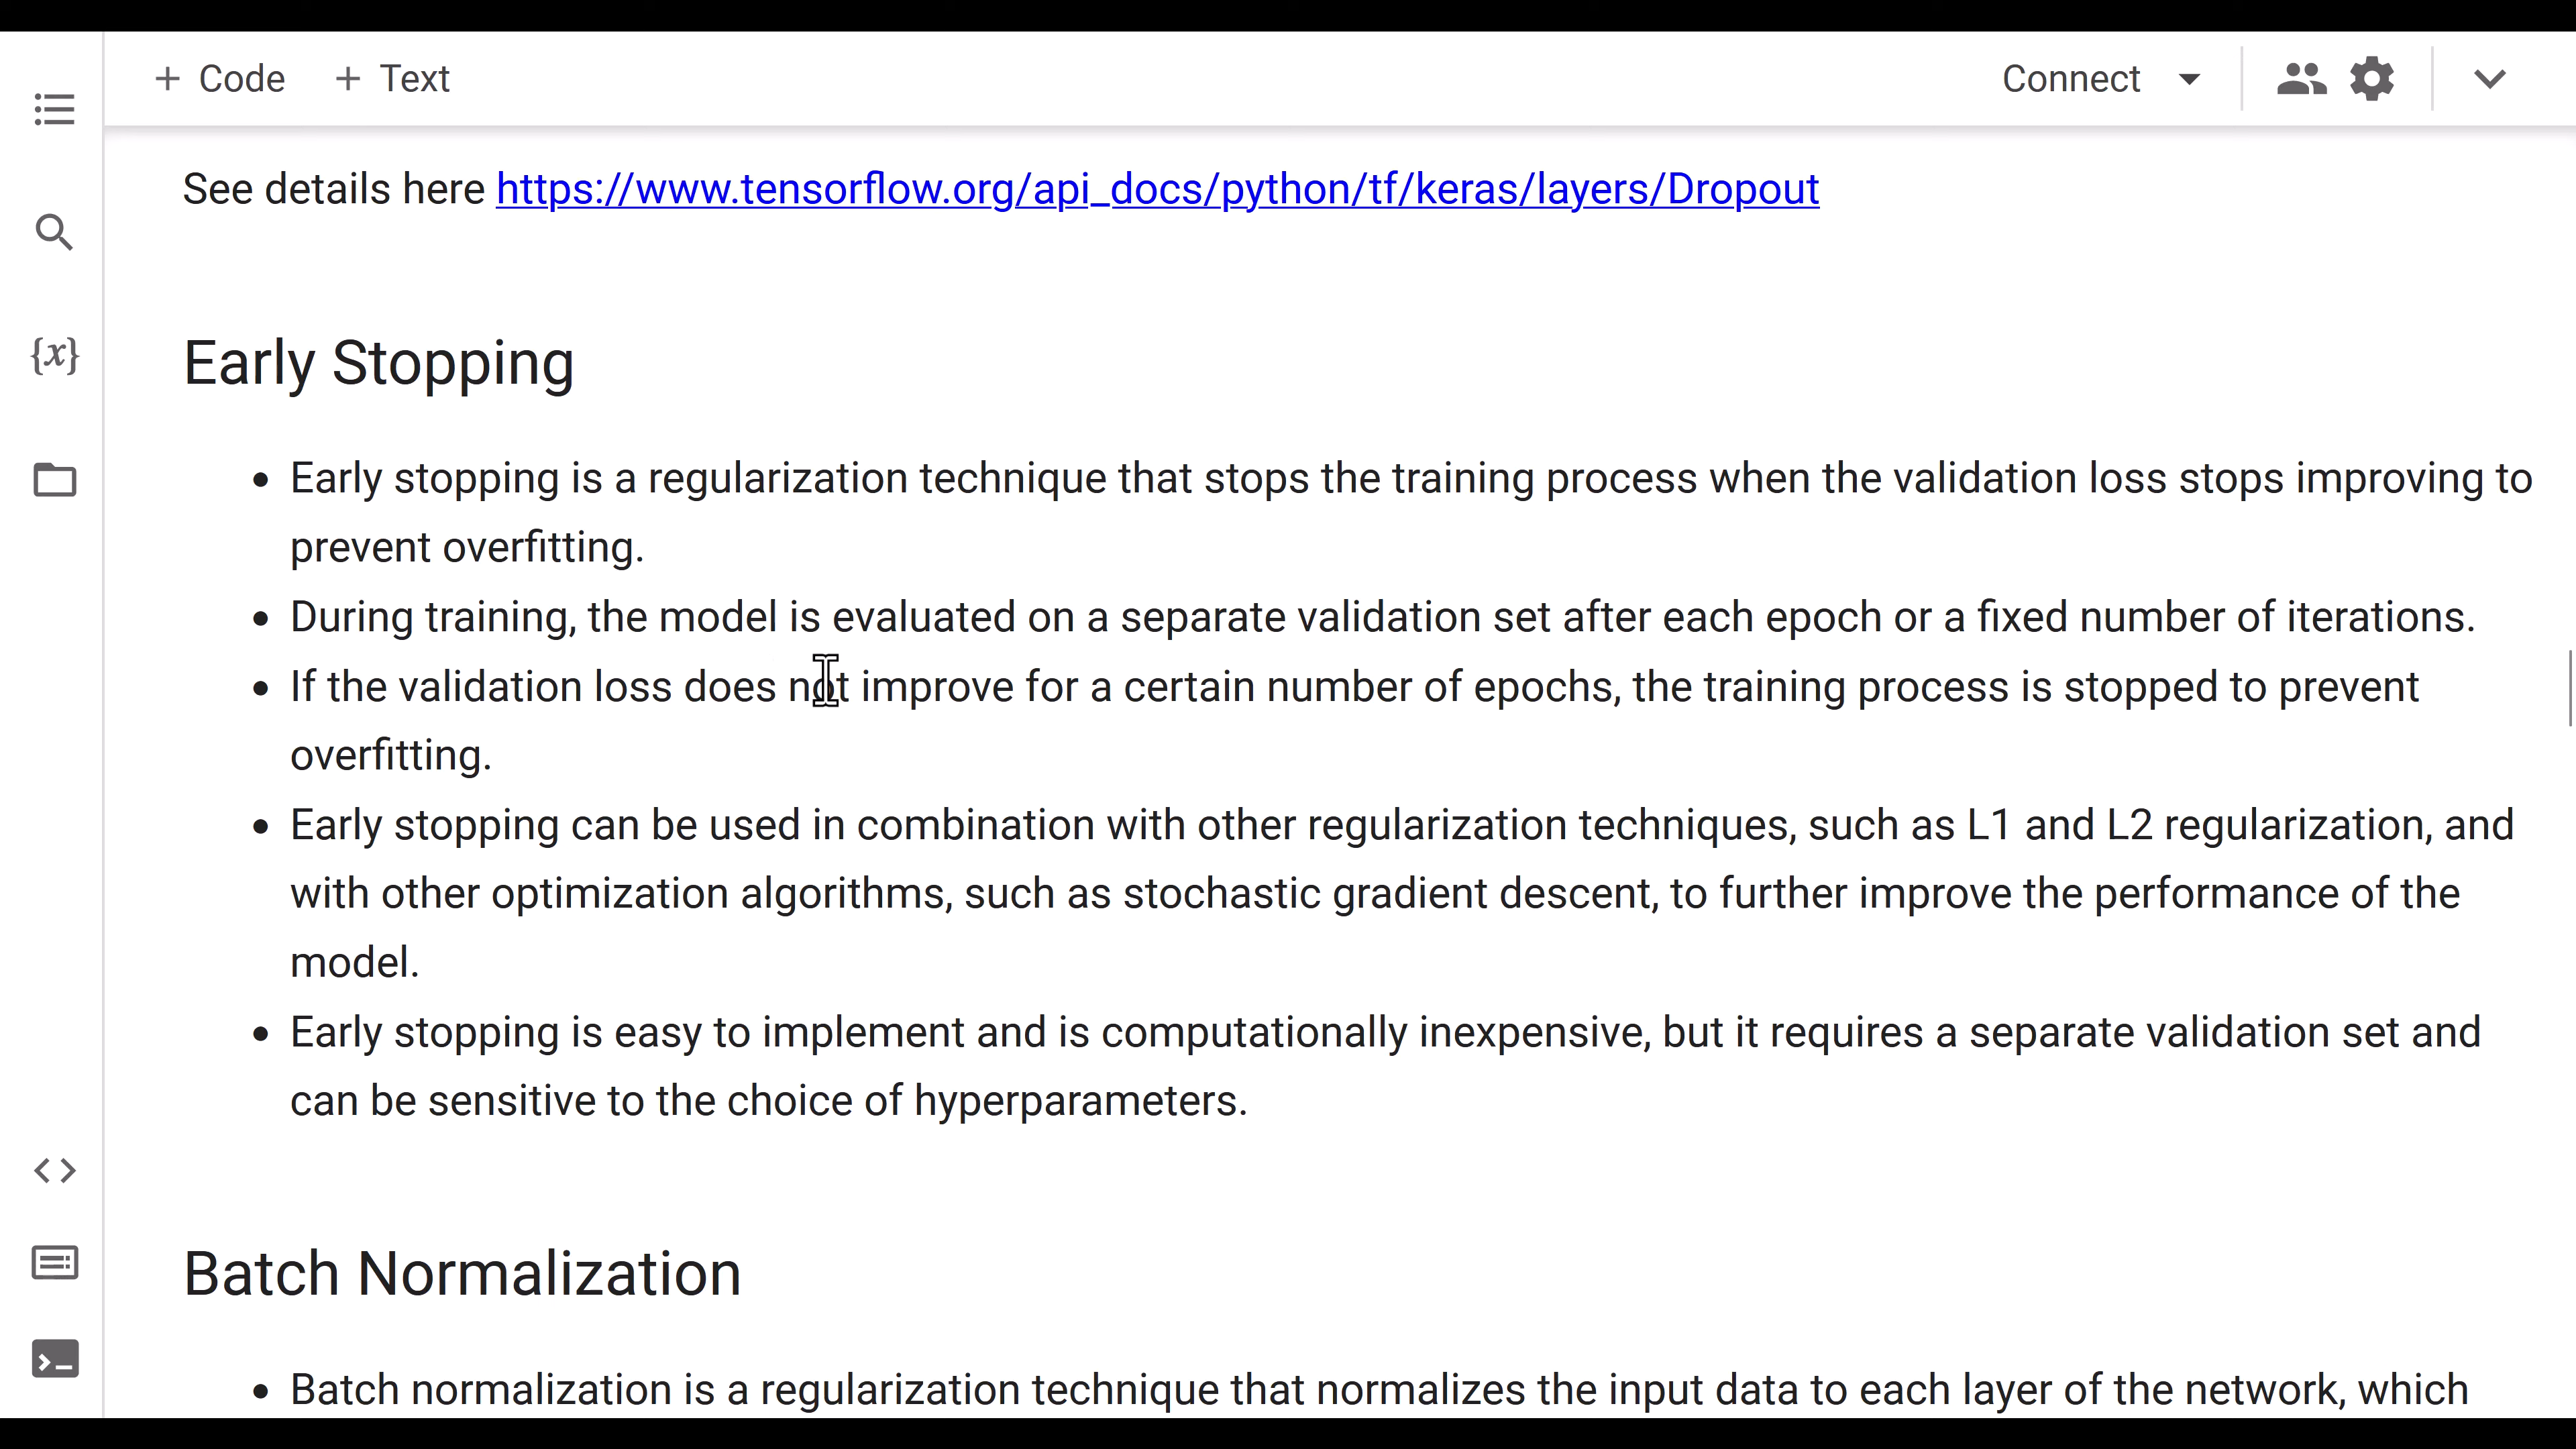 + Code + Text Connect
See details here https://www.tensorflow.org/api_docs/python/tf/keras/layers/Dropout
{x}
Early Stopping
• Early stopping is a regularization technique that stops the training process when the validation loss stops improving to
prevent overfitting.
• During training, the model is evaluated on a separate validation set after each epoch or a fixed number of iterations.
• If the validation loss does not improve for a certain number of epochs, the training process is stopped to prevent
overfitting.
• Early stopping can be used in combination with other regularization techniques, such as L1 and L2 regularization, and
with other optimization algorithms, such as stochastic gradient descent, to further improve the performance of the
model.
• Early stopping is easy to implement and is computationally inexpensive, but it requires a separate validation set and
can be sensitive to the choice of hyperparameters.
Batch Normalization
• Batch normalization is a regularization technique that normalizes the input data to each layer of the network, which